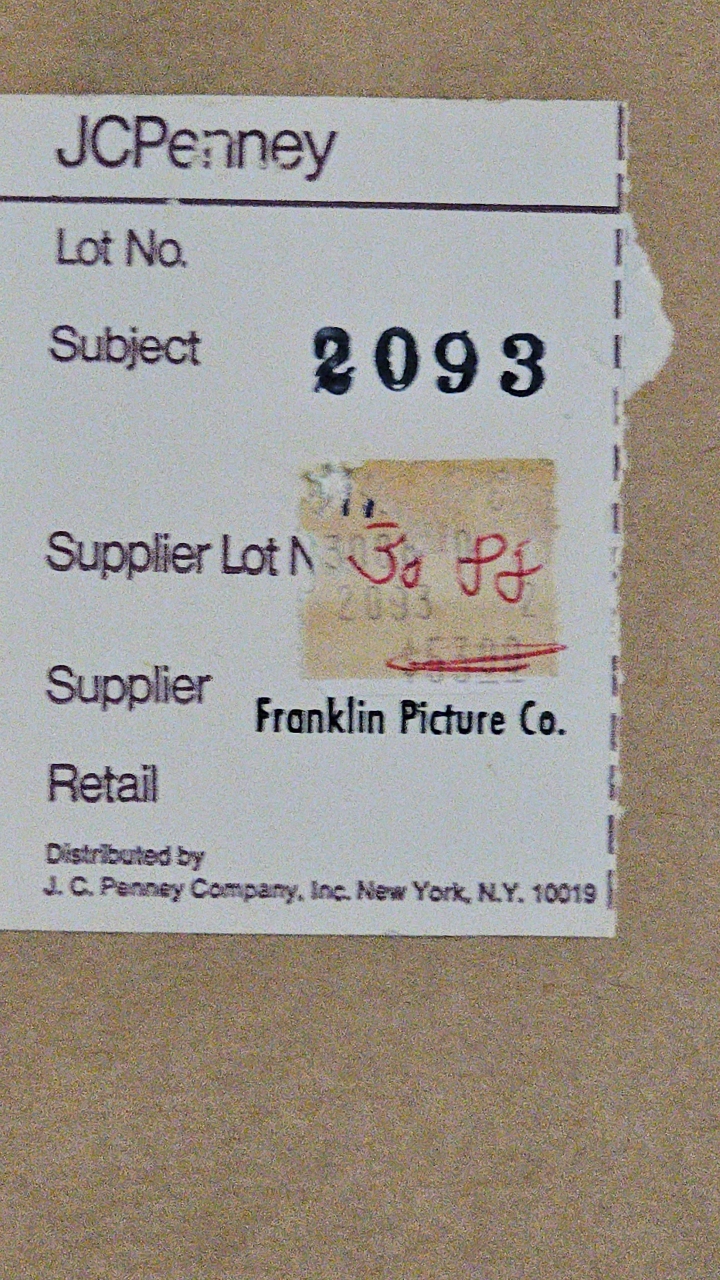 JCPenney
Lot No.
Subject 2093
Supplier Lot N
2093 2
Supplier
Franklin Picture Co.
Retail
Distributed by
J. C. Penney Company, Inc. New York, N.Y. 10019